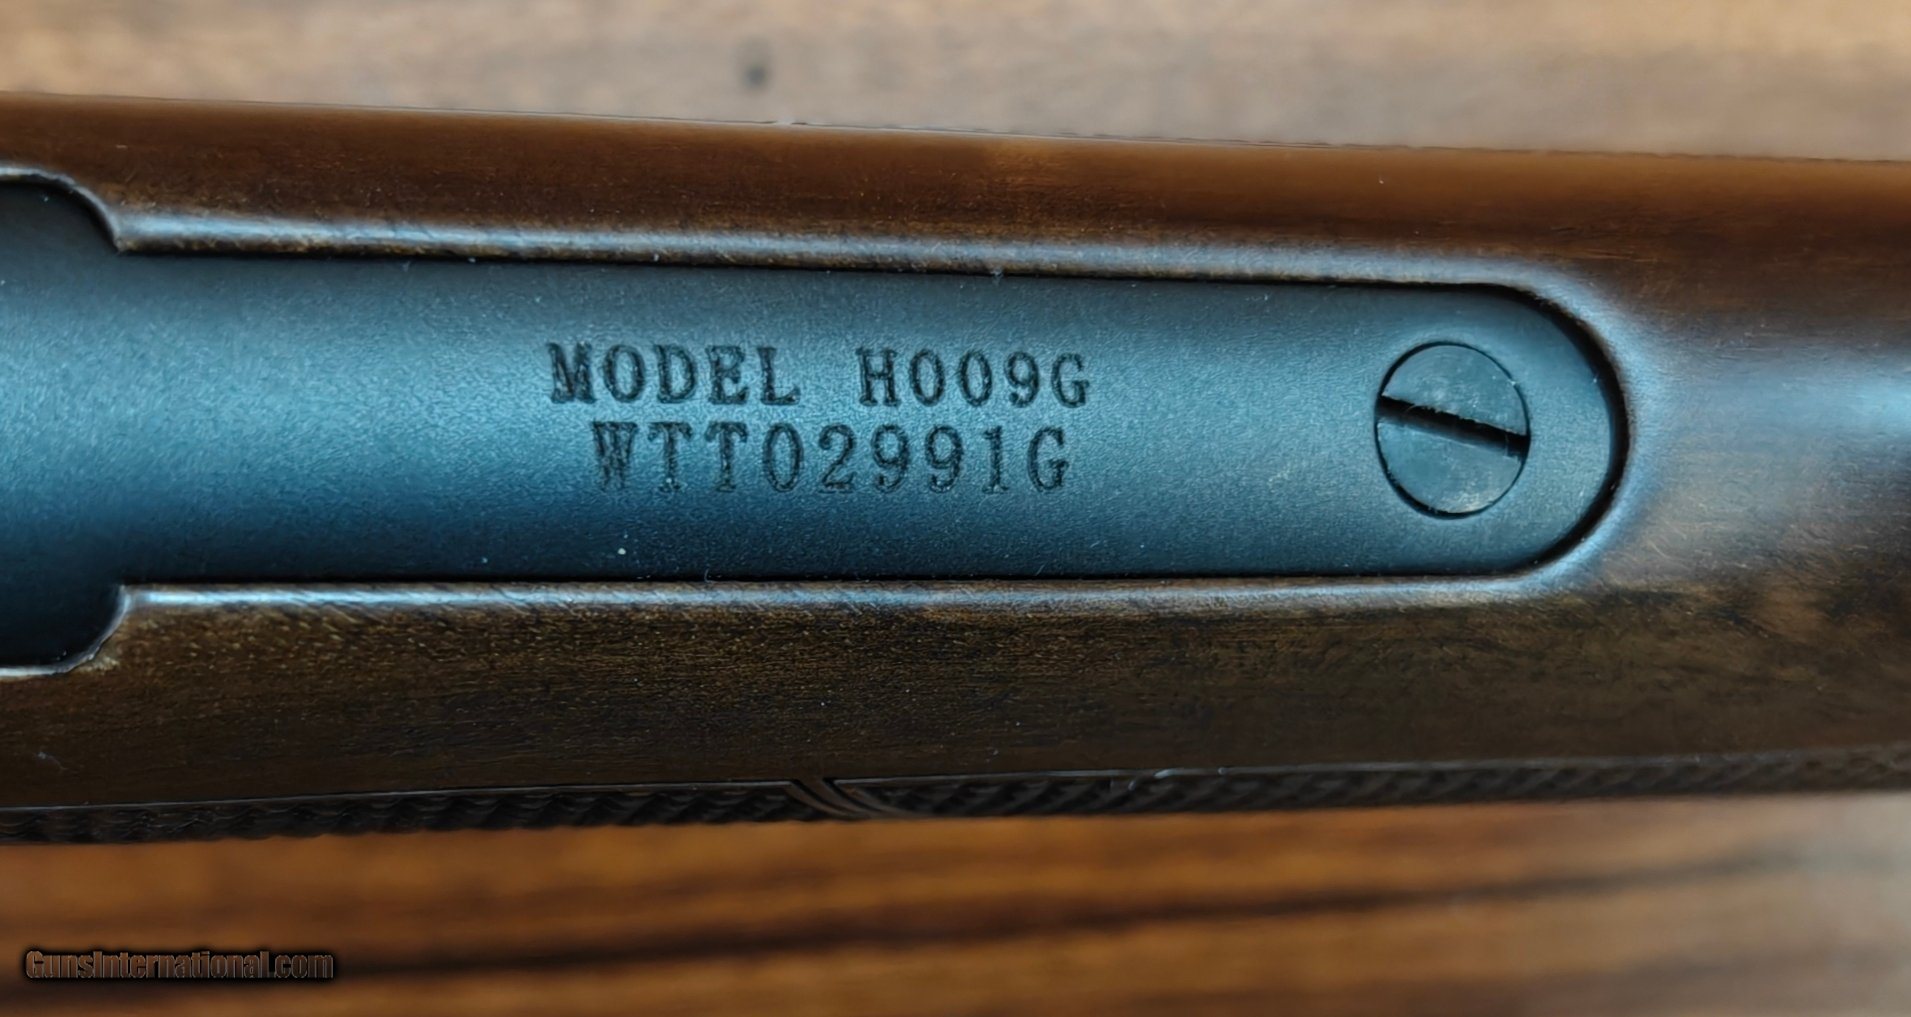 MODEL H009G
WTT02991G
GunsInternational.com